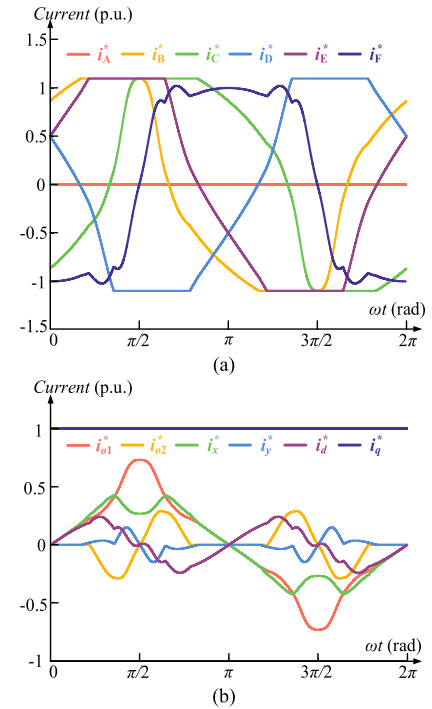 Current (p.u.)
1.5
i*A i*B i*C i*D i*E i*F
1
0.5
0
-0.5
-1
-1.5
ωt (rad)
0 π/2 π 3π/2 2π
(a)
Current (p.u.)
1
i*o1 i*o2 i*x i*y i*d i*q
0.5
0
-0.5
ωt (rad)
-1
0 π/2 π 3π/2 2π
(b)